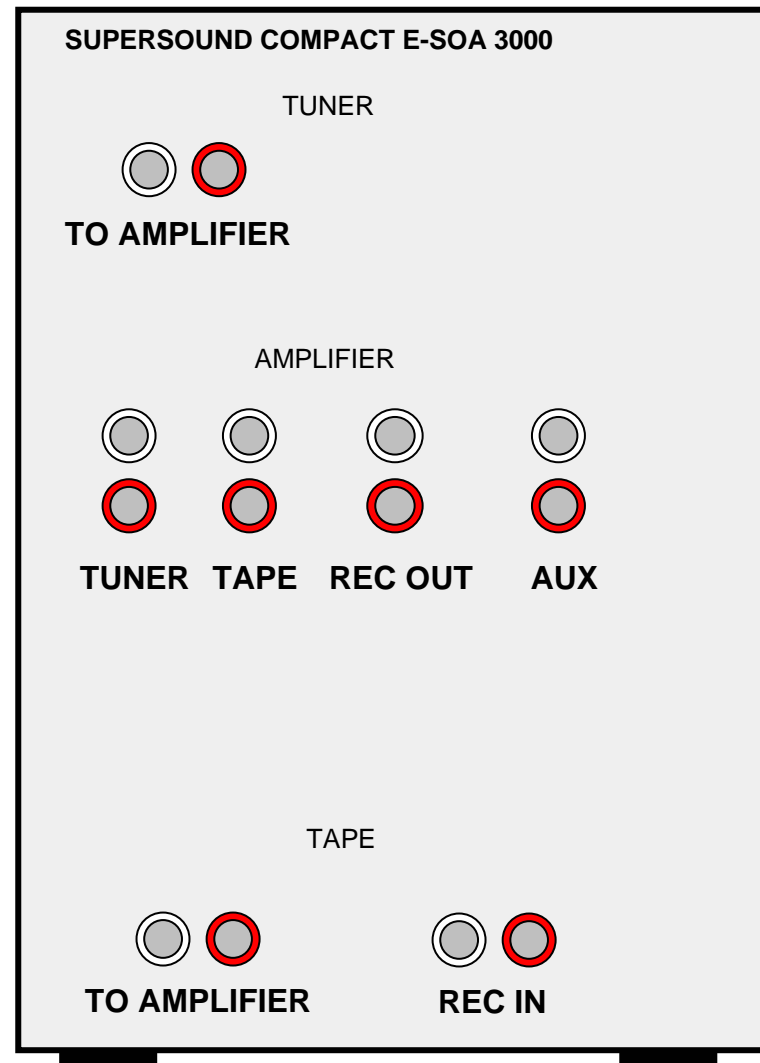 SUPERSOUND COMPACT E-SOA 3000
TUNER
TO AMPLIFIER
AMPLIFIER
TUNER TAPE REC OUT AUX
TAPE
TO AMPLIFIER REC IN